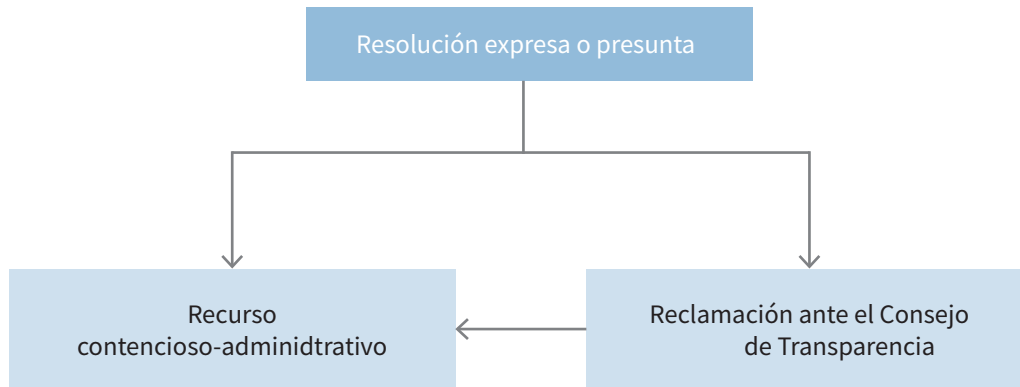 Resolución expresa o presunta
Recurso
contencioso-adminidtrativo
Reclamación ante el Consejo
de Transparencia